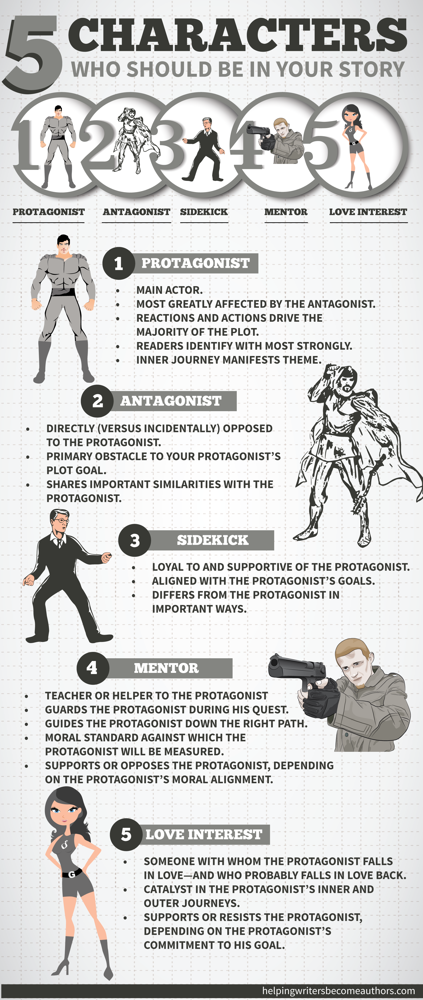 5 CHARACTERS
WHO SHOULD BE IN YOUR STORY
1 2 3 4 5
PROTAGONIST ANTAGONIST SIDEKICK MENTOR LOVE INTEREST
1 PROTAGONIST
• MAIN ACTOR.
• MOST GREATLY AFFECTED BY THE ANTAGONIST.
• REACTIONS AND ACTIONS DRIVE THE
MAJORITY OF THE PLOT.
• READERS IDENTIFY WITH MOST STRONGLY.
• INNER JOURNEY MANIFESTS THEME.
2 ANTAGONIST
• DIRECTLY (VERSUS INCIDENTALLY) OPPOSED
TO THE PROTAGONIST.
• PRIMARY OBSTACLE TO YOUR PROTAGONIST'S
PLOT GOAL.
• SHARES IMPORTANT SIMILARITIES WITH THE
PROTAGONIST.
3 SIDEKICK
• LOYAL TO AND SUPPORTIVE OF THE PROTAGONIST.
• ALIGNED WITH THE PROTAGONIST'S GOALS.
• DIFFERS FROM THE PROTAGONIST IN
IMPORTANT WAYS.
4 MENTOR
• TEACHER OR HELPER TO THE PROTAGONIST
• GUARDS THE PROTAGONIST DURING HIS QUEST.
• GUIDES THE PROTAGONIST DOWN THE RIGHT PATH.
• MORAL STANDARD AGAINST WHICH THE
PROTAGONIST WILL BE MEASURED.
• SUPPORTS OR OPPOSES THE PROTAGONIST, DEPENDING
ON THE PROTAGONIST'S MORAL ALIGNMENT.
5 LOVE INTEREST
• SOMEONE WITH WHOM THE PROTAGONIST FALLS
IN LOVE—AND WHO PROBABLY FALLS IN LOVE BACK.
• CATALYST IN THE PROTAGONIST'S INNER AND
OUTER JOURNEYS.
• SUPPORTS OR RESISTS THE PROTAGONIST,
DEPENDING ON THE PROTAGONIST'S
COMMITMENT TO HIS GOAL.
G
helpingwritersbecomeauthors.com